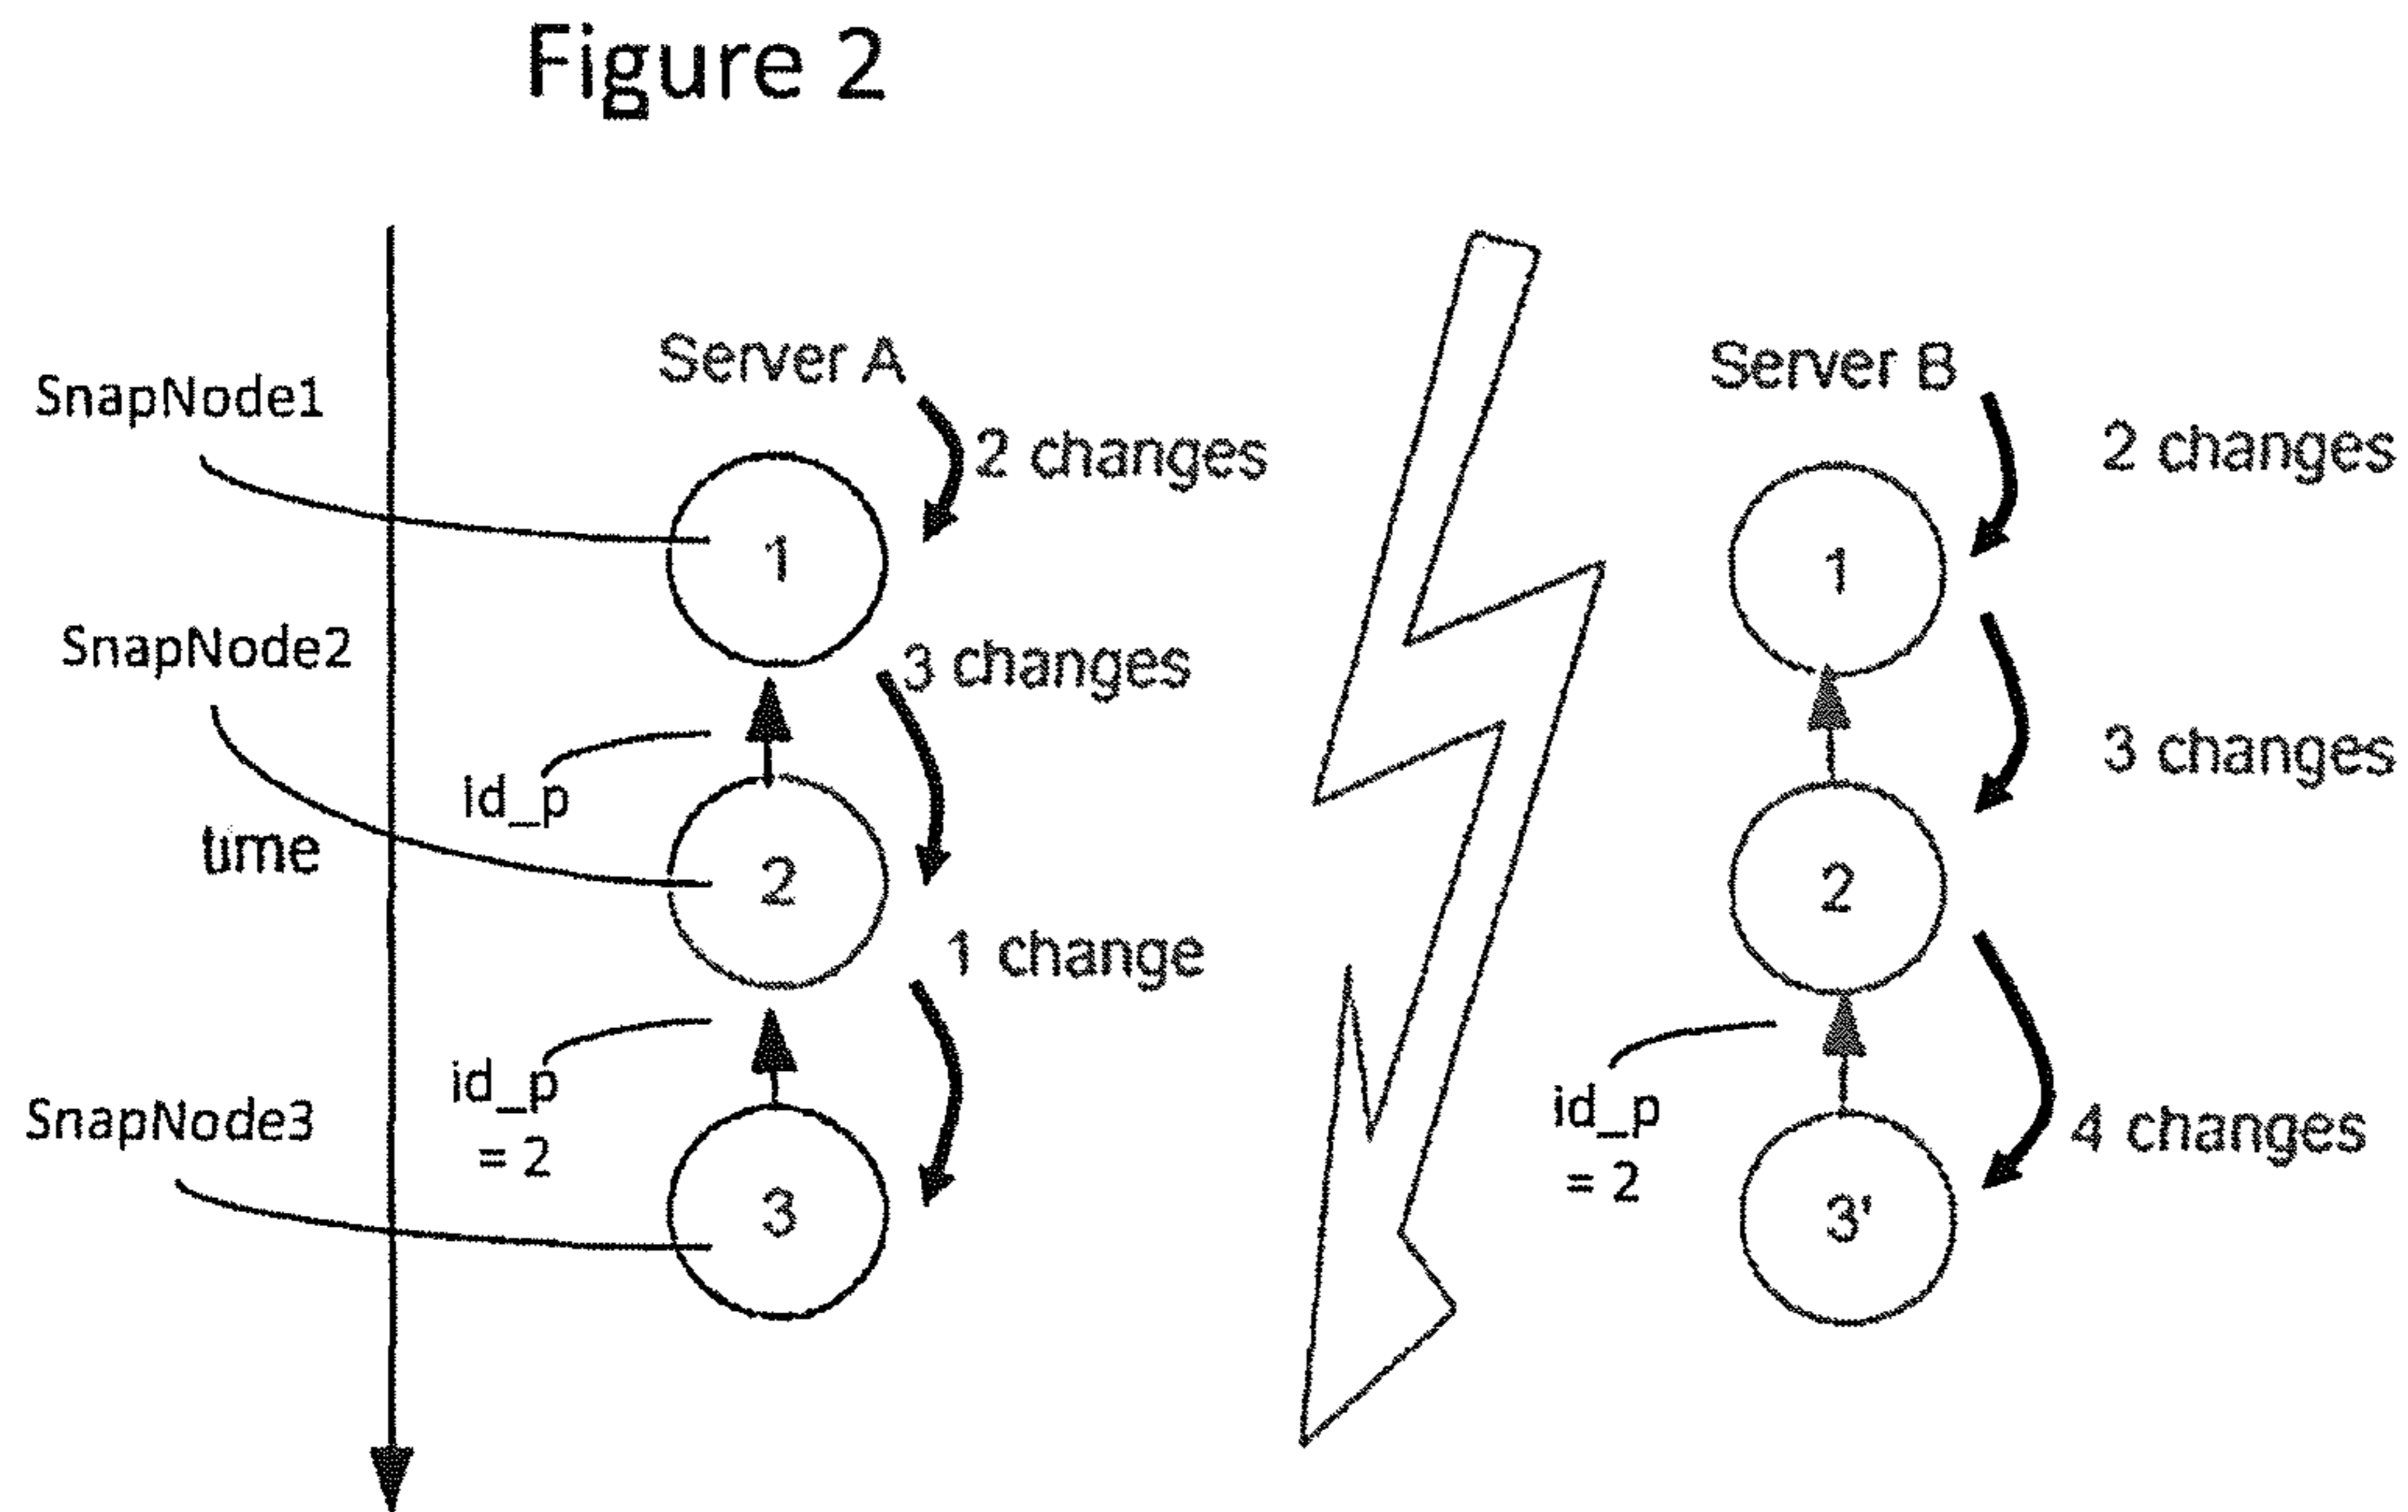 Figure 2
Server A
Server B
SnapNode1
2 changes
2 changes
1
1
SnapNode2
3 changes
3 changes
id_p
time
2
2
1 change
id_p
= 2
id_p
= 2
SnapNode3
4 changes
3
3'